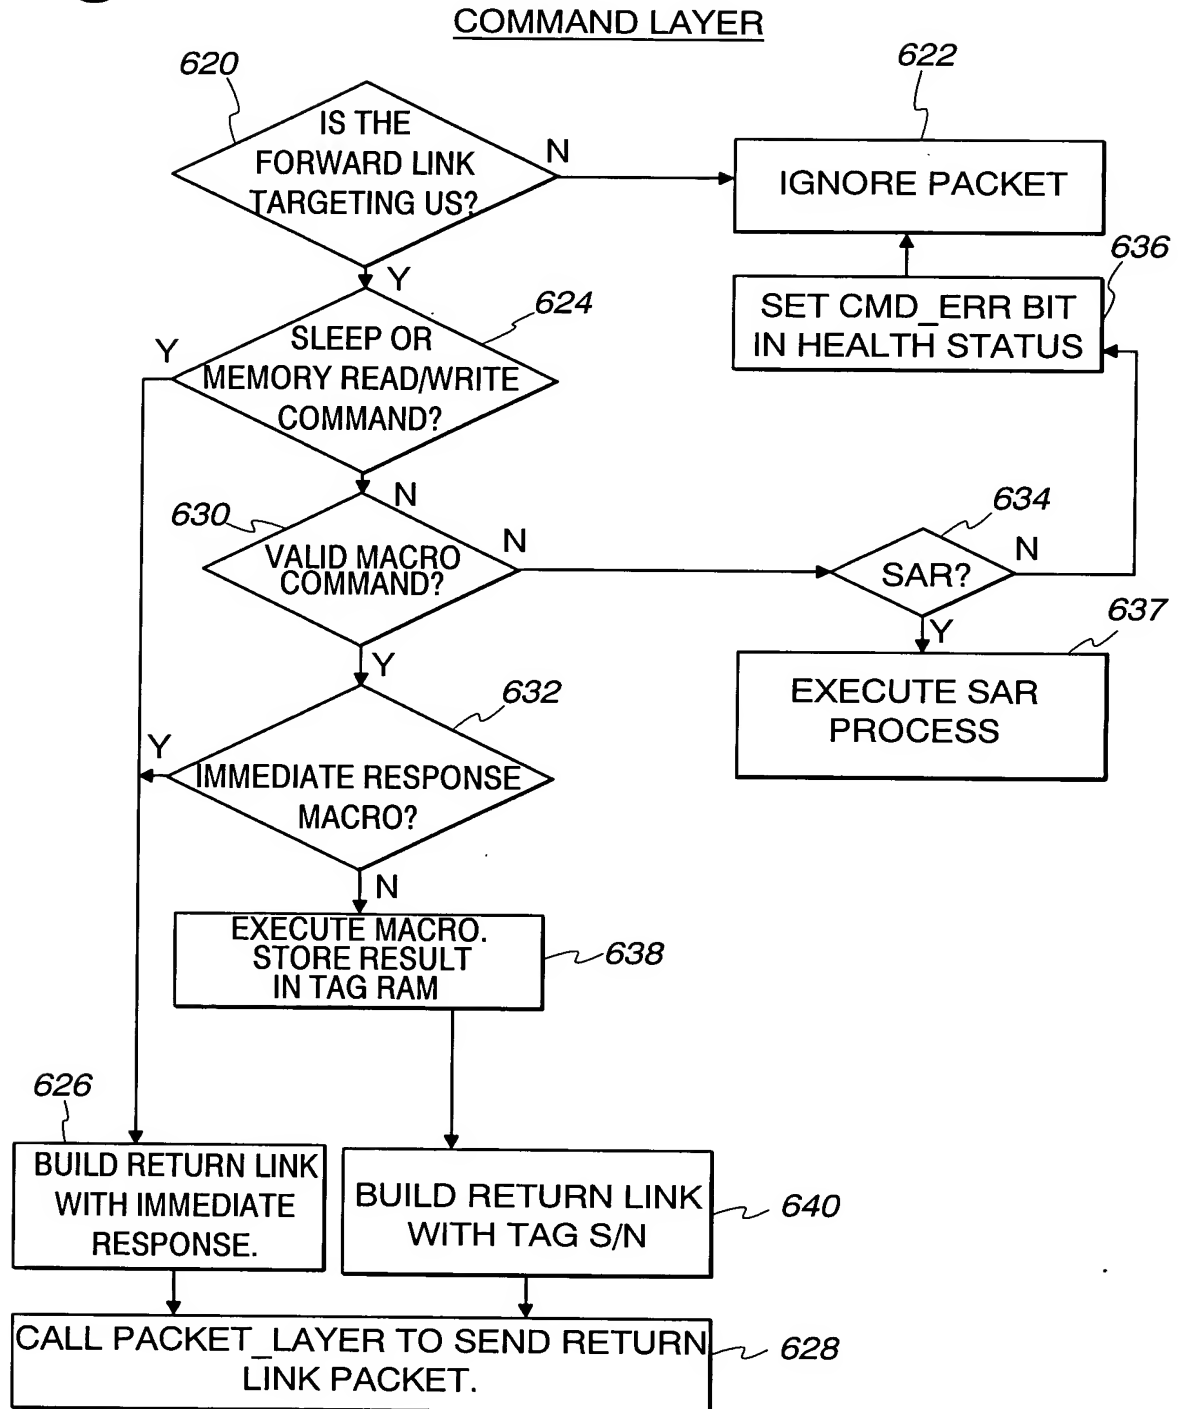 COMMAND LAYER
620
IS THE
FORWARD LINK
TARGETING US?
N
622
IGNORE PACKET
Y
636
SET CMD_ERR BIT
IN HEALTH STATUS
624
SLEEP OR
MEMORY READ/WRITE
COMMAND?
Y
N
630
VALID MACRO
COMMAND?
N
634
SAR?
N
Y
637
EXECUTE SAR
PROCESS
Y
632
IMMEDIATE RESPONSE
MACRO?
Y
N
EXECUTE MACRO.
STORE RESULT
IN TAG RAM
638
626
BUILD RETURN LINK
WITH IMMEDIATE
RESPONSE.
BUILD RETURN LINK
WITH TAG S/N
640
CALL PACKET_LAYER TO SEND RETURN
LINK PACKET.
628